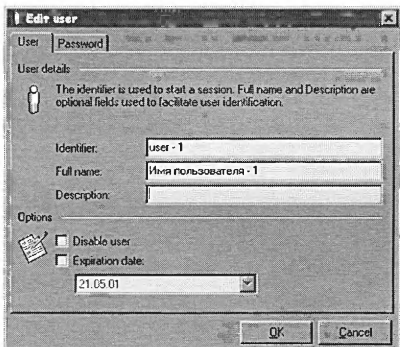 Edit user
User Password
User details
The identifier is used to start a session. Full name and Description are
optional fields used to facilitate user identification.
Identifier: user - 1
Full name: Имя пользователя - 1
Description:
Options
Disable user
Expiration date:
21.05.01
OK Cancel